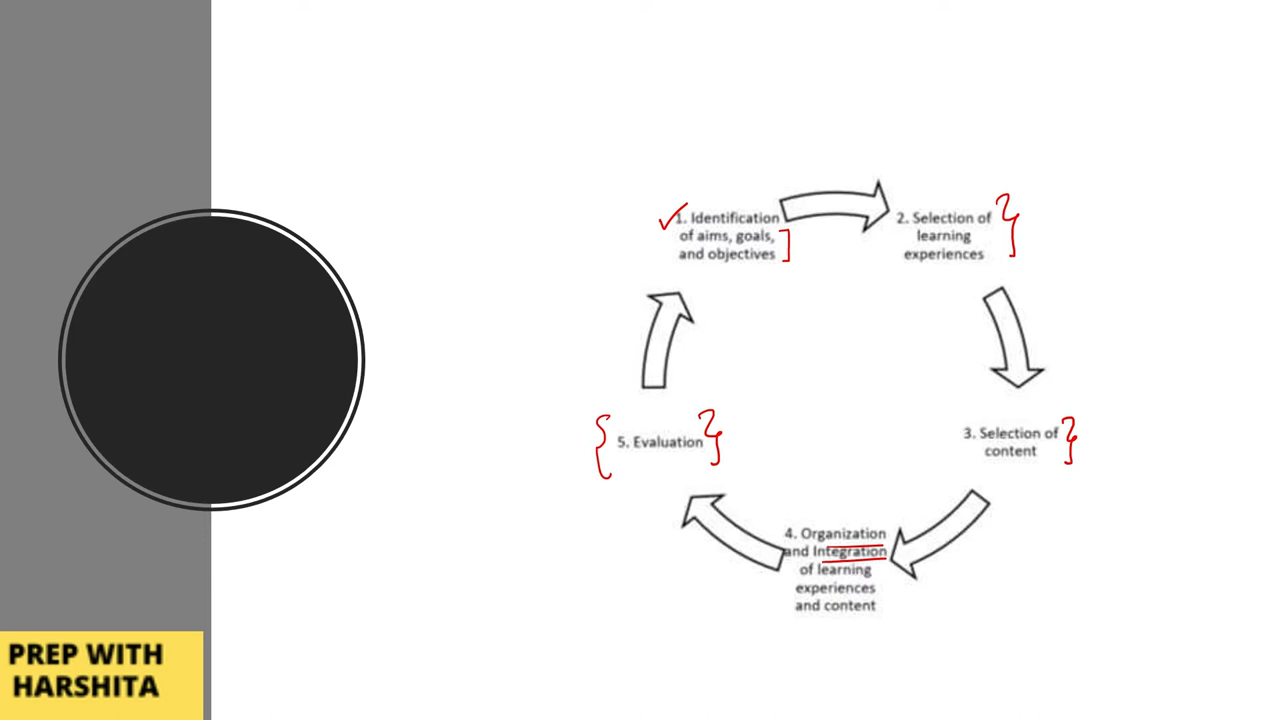 1. Identification
of aims, goals,
and objectives
2. Selection of
learning
experiences
3. Selection of
content
4. Organization
and Integration
of learning
experiences
and content
5. Evaluation
PREP WITH
HARSHITA